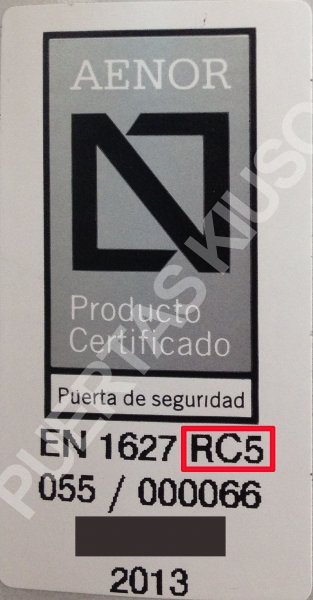 AENOR
Producto
Certificado
Puerta de seguridad
EN 1627 RC5
055 / 000066
2013
PUERTAS KIUSO